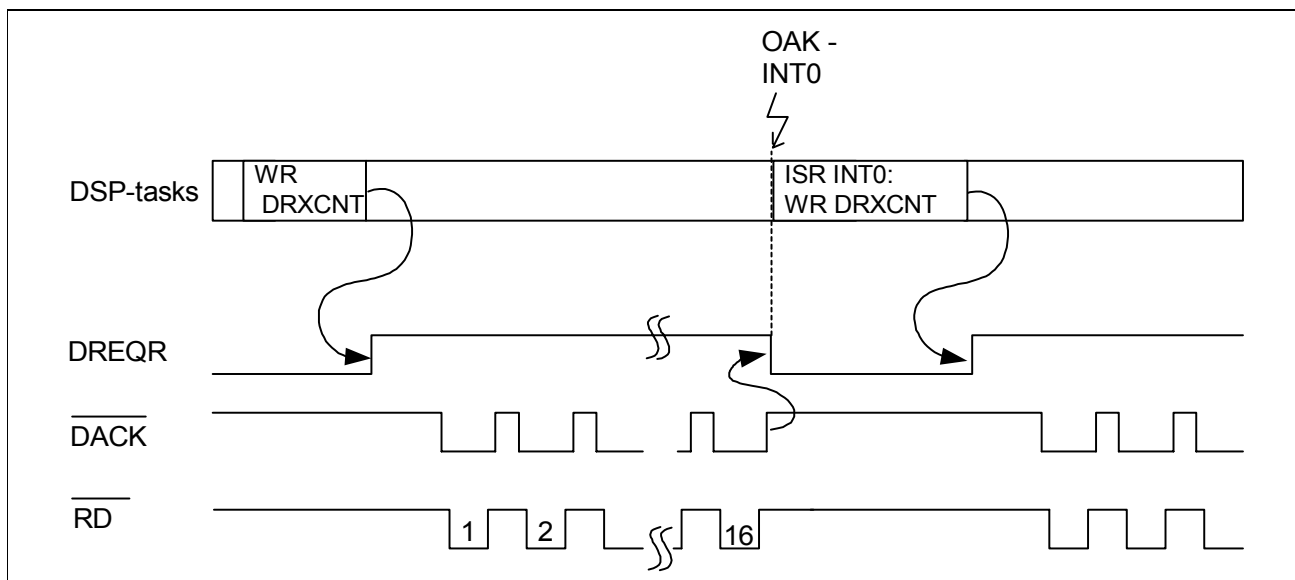 OAK -
INT0
DSP-tasks
WR
DRXCNT
ISR INT0:
WR DRXCNT
DREQR
DACK
RD
1
2
16